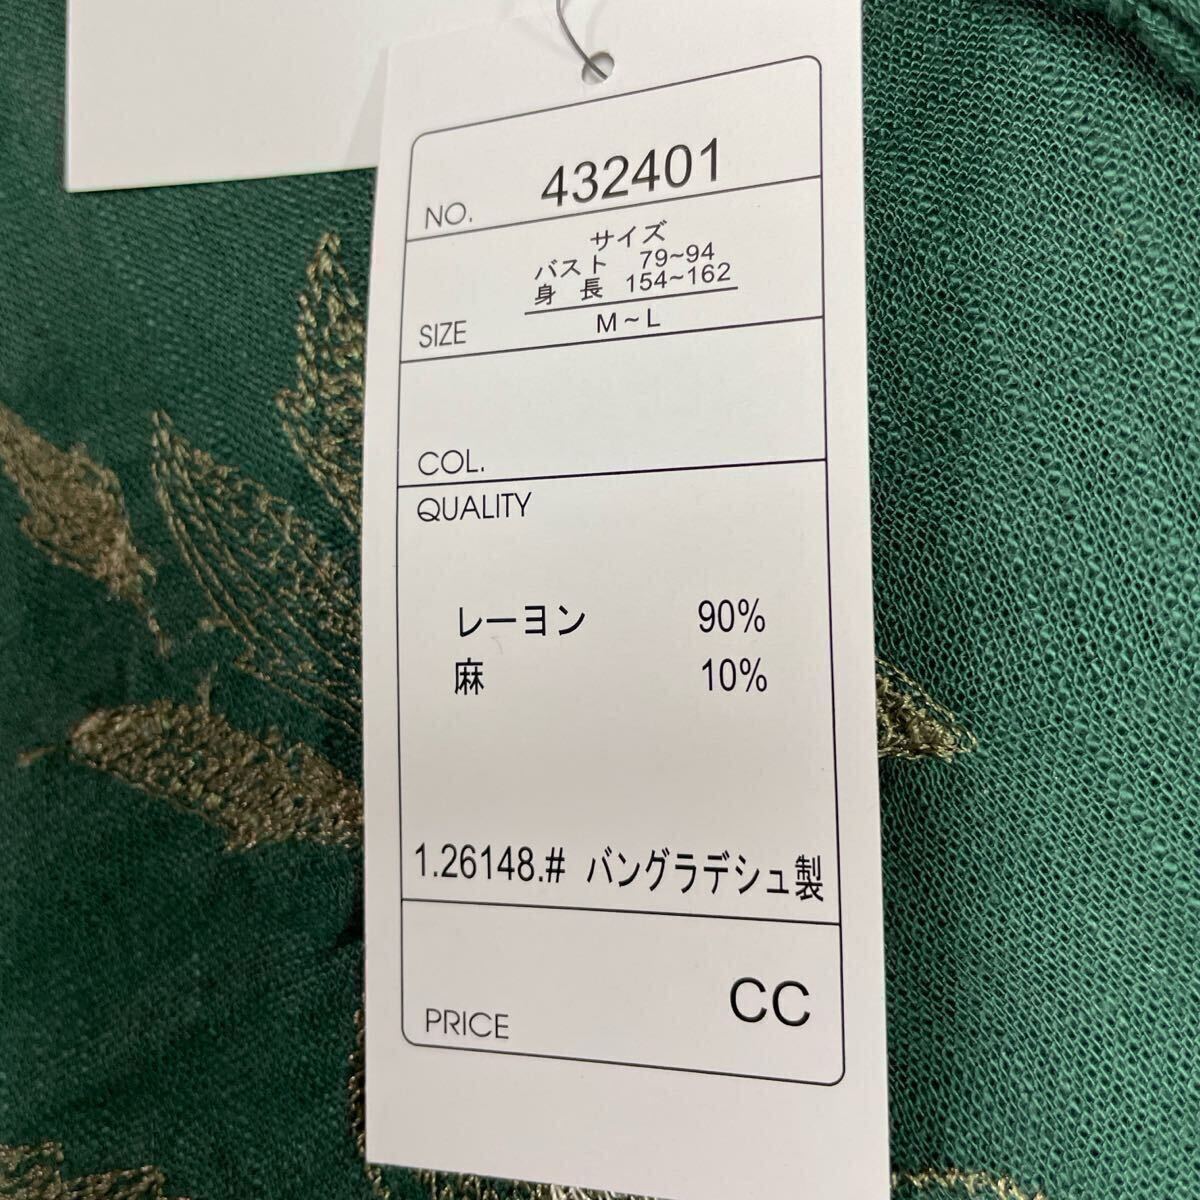 NO. 432401
サイズ
バスト 79~94
身 長 154~162
SIZE M~L
COL.
QUALITY
レーヨン 90%
麻 10%
1.26148.# バングラデシュ製
PRICE CC